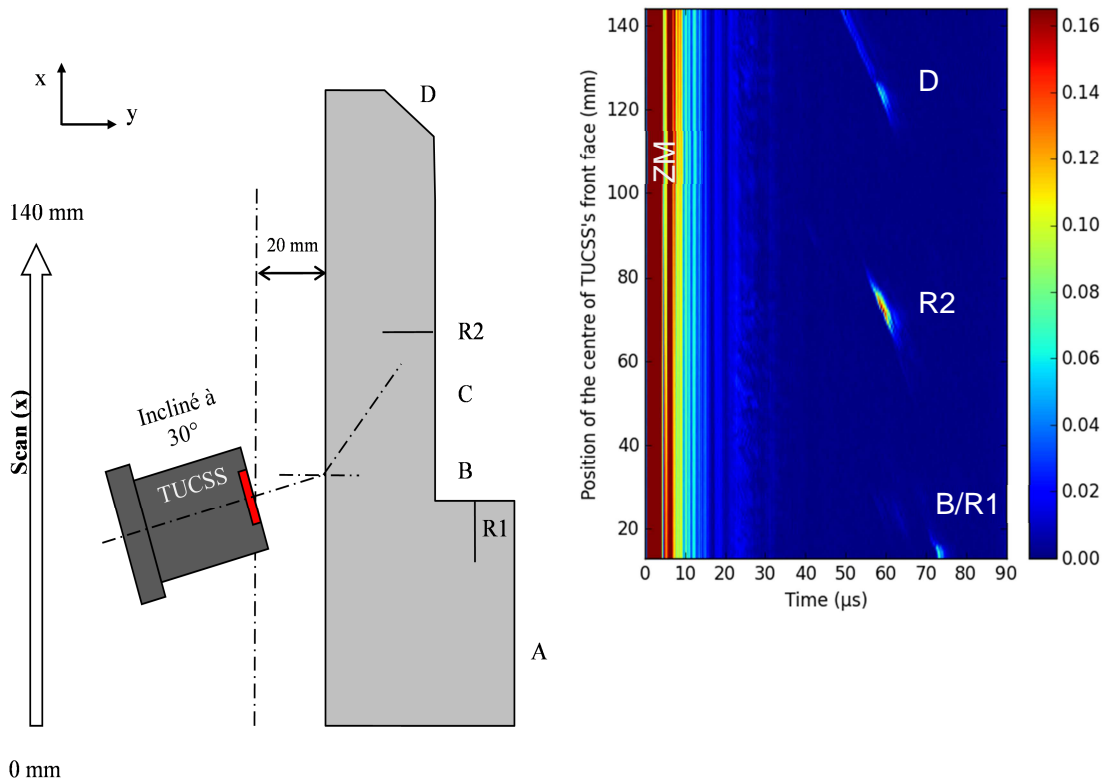 x
y
D
140 mm
20 mm
R2
C
B
R1
A
Scan (x)
Incliné à
30°
TUCSS
0 mm
Position of the centre of TUCSS's front face (mm)
140
120
100
80
60
40
20
ZM
D
R2
B/R1
0 10 20 30 40 50 60 70 80 90
Time (µs)
0.16
0.14
0.12
0.10
0.08
0.06
0.04
0.02
0.00